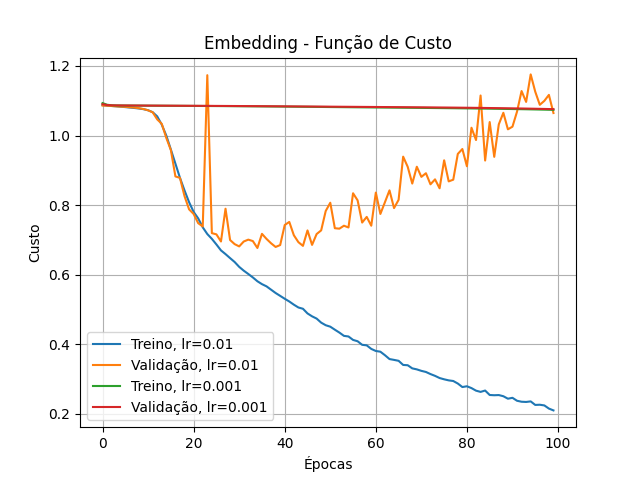 Embedding - Função de Custo
Custo
1.2
1.0
0.8
0.6
0.4
0.2
Treino, lr=0.01
Validação, lr=0.01
Treino, lr=0.001
Validação, lr=0.001
0 20 40 60 80 100
Épocas